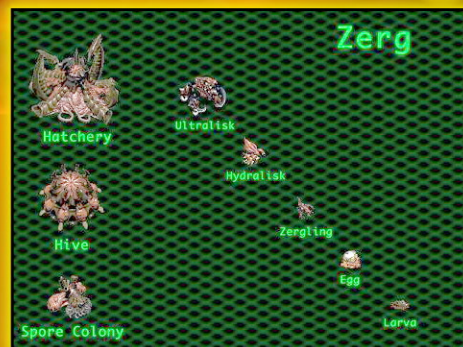 Zerg
Hatchery
Ultralisk
Hydralisk
Hive
Zergling
Egg
Spore Colony
Larva